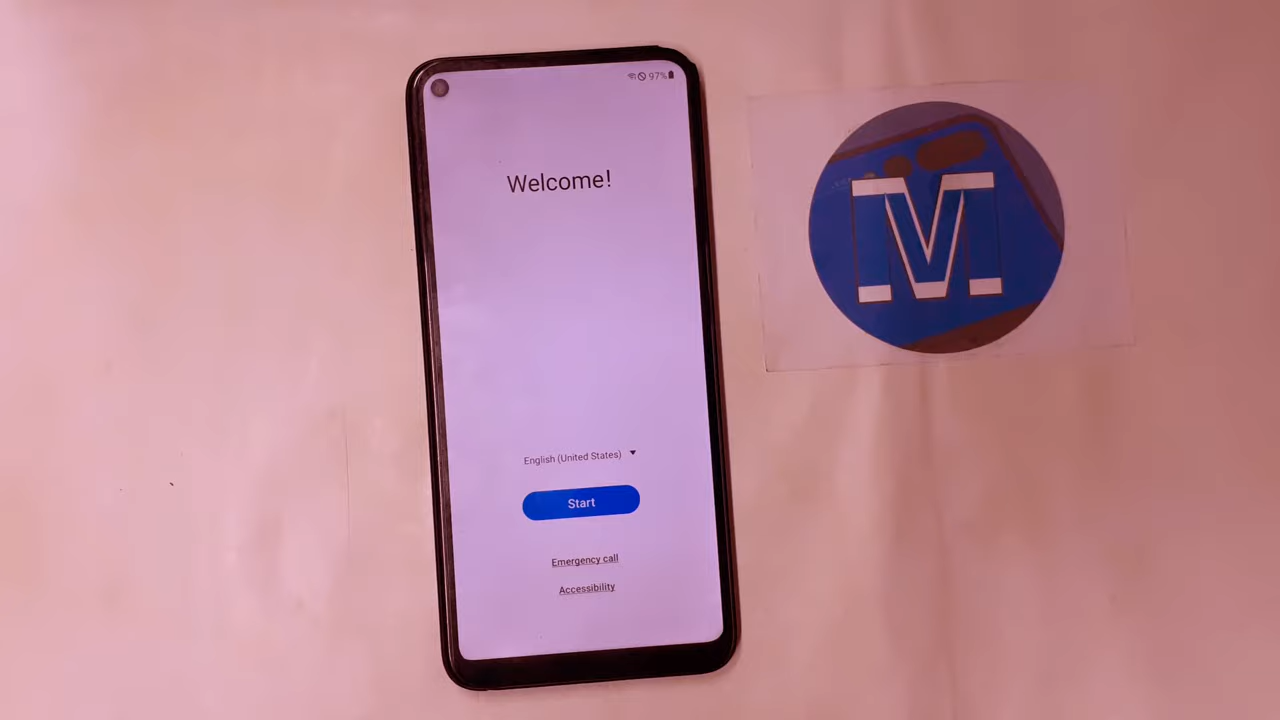 97%
Welcome!
English (United States)
Start
Emergency call
Accessibility
M